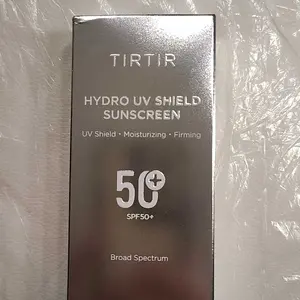 TIRTIR
HYDRO UV SHIELD
SUNSCREEN
UV Shield · Moisturizing · Firming
50+
SPF50+
Broad Spectrum